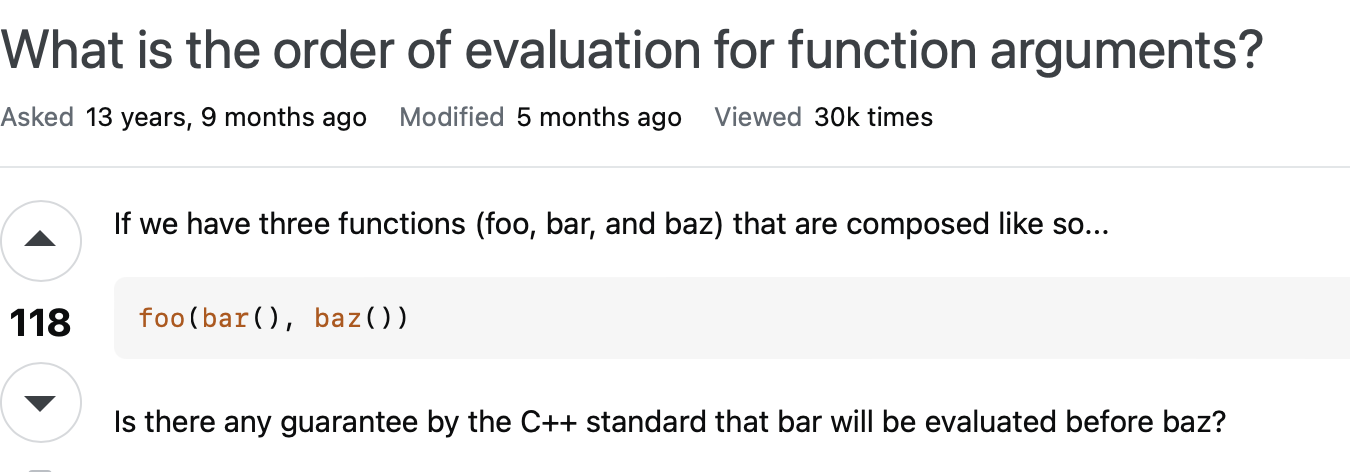 What is the order of evaluation for function arguments?
Asked 13 years, 9 months ago Modified 5 months ago Viewed 30k times
If we have three functions (foo, bar, and baz) that are composed like so...
118
foo(bar(), baz())
Is there any guarantee by the C++ standard that bar will be evaluated before baz?